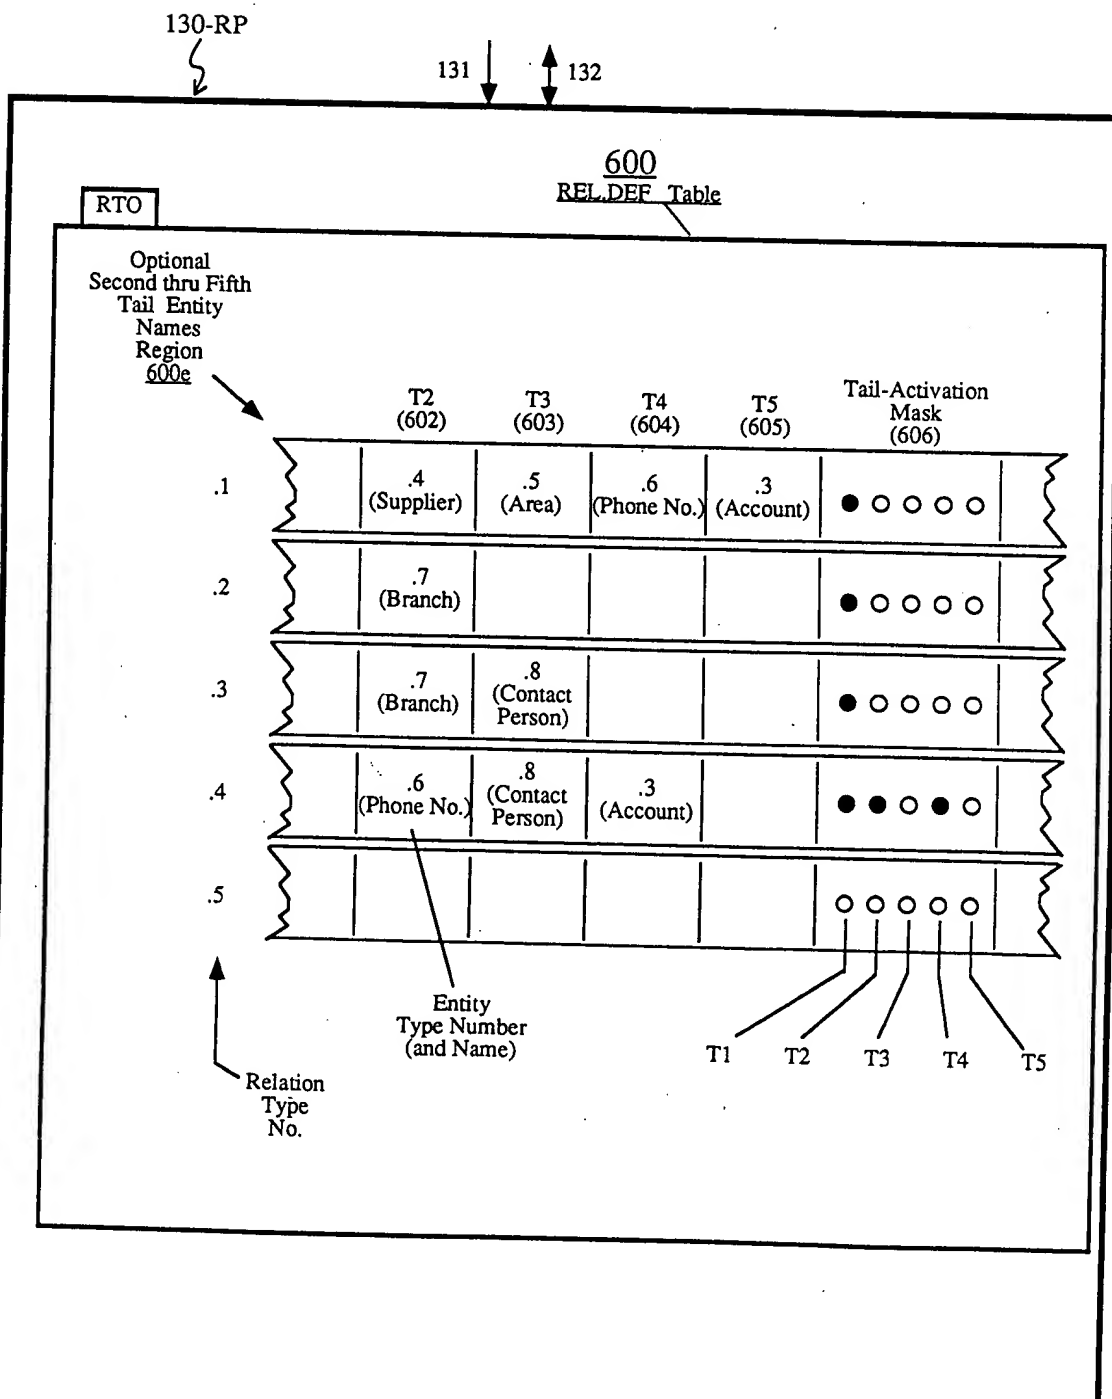 130-RP
131
132
600
REL.DEF Table
RTO
Optional
Second thru Fifth
Tail Entity
Names
Region
600e
T2
(602)
T3
(603)
T4
(604)
T5
(605)
Tail-Activation
Mask
(606)
.1
.4
(Supplier)
.5
(Area)
.6
(Phone No.)
.3
(Account)
.2
.7
(Branch)
.3
.7
(Branch)
.8
(Contact
Person)
.4
.6
(Phone No.)
.8
(Contact
Person)
.3
(Account)
.5
Entity
Type Number
(and Name)
T1
T2
T3
T4
T5
Relation
Type
No.